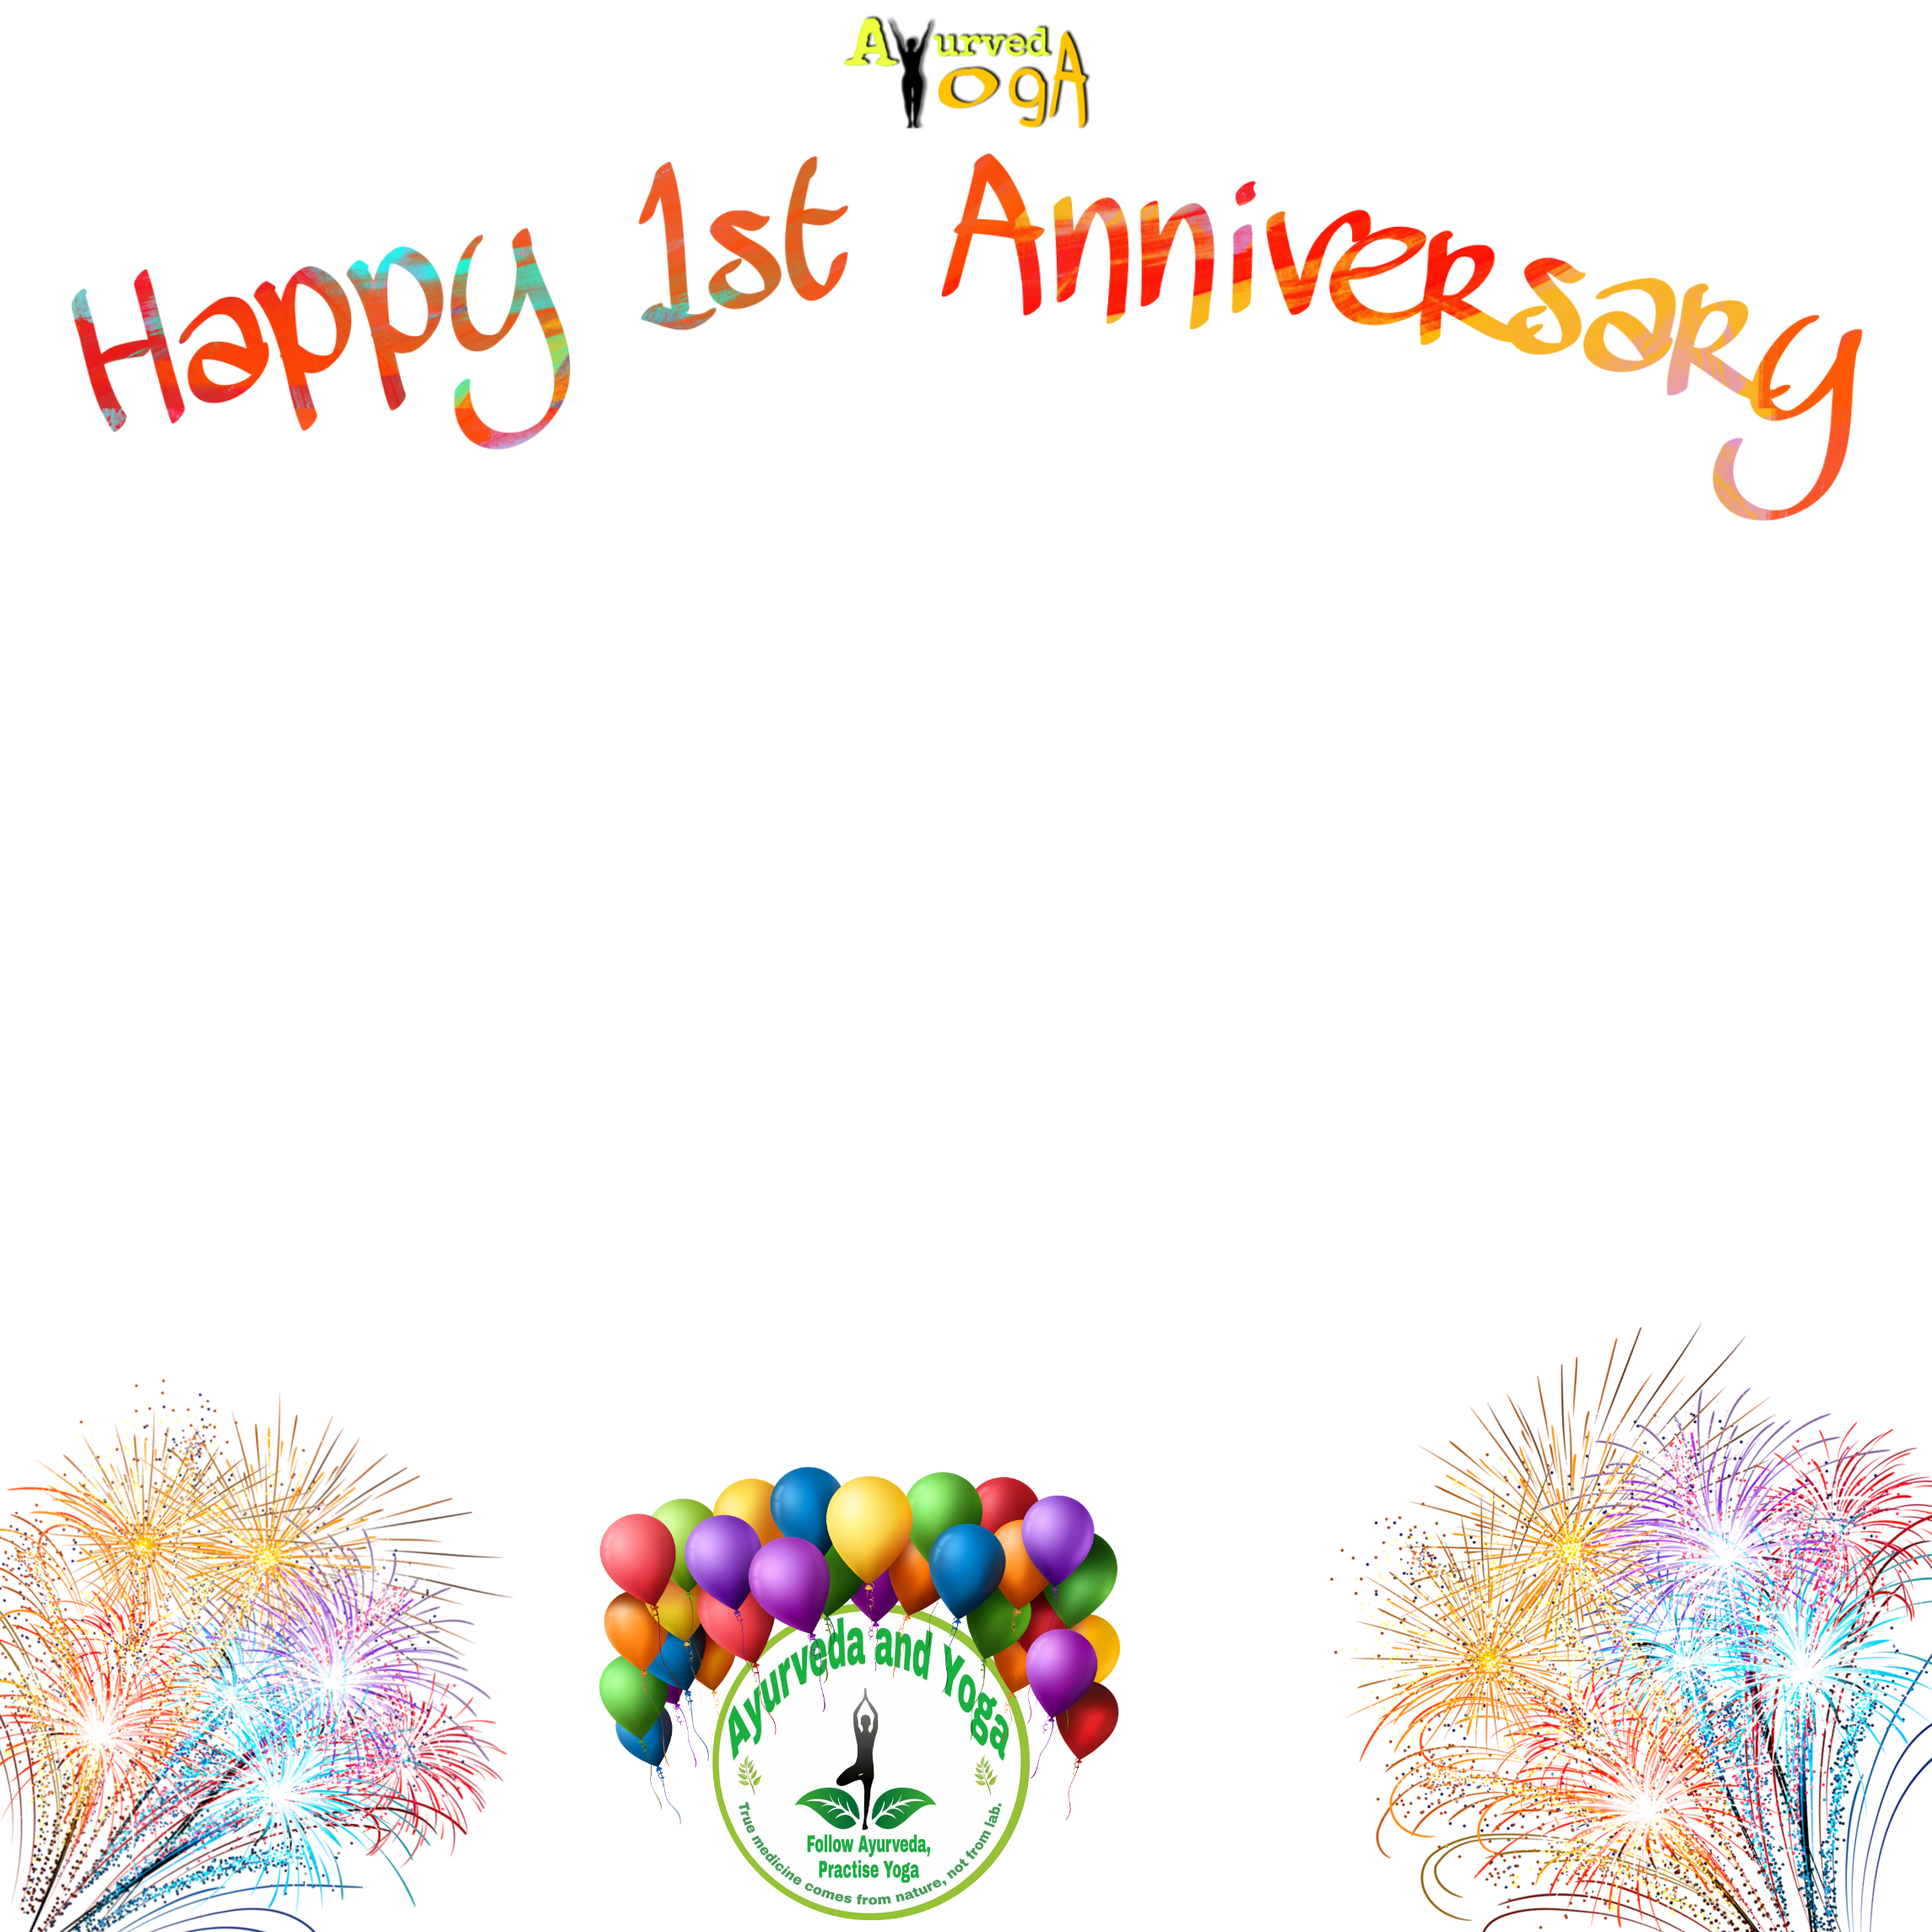 Ayurved
YogA
Happy 1st Anniversary
Ayurveda and Yoga
Follow Ayurveda,
Practise Yoga
True medicine comes from nature, not from lab.